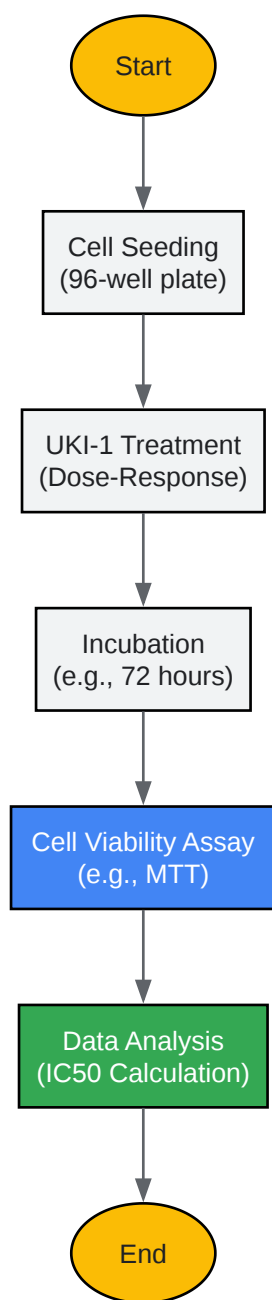 Start
Cell Seeding
(96-well plate)
UKI-1 Treatment
(Dose-Response)
Incubation
(e.g., 72 hours)
Cell Viability Assay
(e.g., MTT)
Data Analysis
(IC50 Calculation)
End